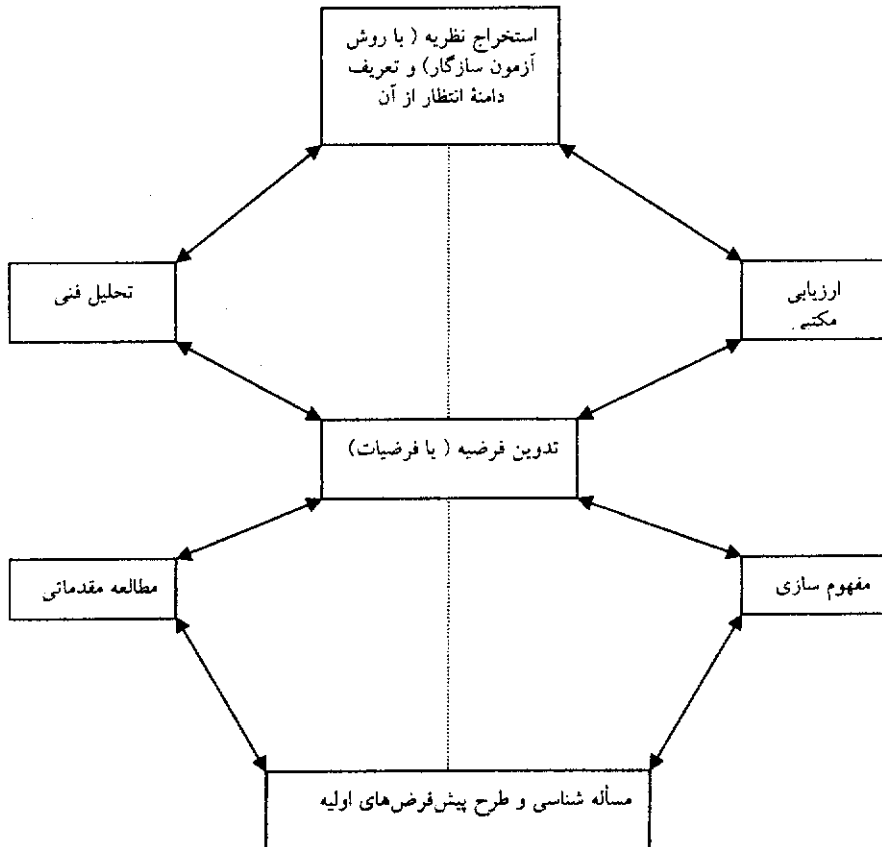 استخراج نظریه ( با روش
آزمون سازگار) و تعریف
دامنهٔ انتظار از آن
ارزیابی
مکتبی
تحلیل فنی
تدوین فرضیه ( یا فرضیات)
مفهوم سازی
مطالعه مقدماتی
مسأله شناسی و طرح پیش‌فرض‌های اولیه